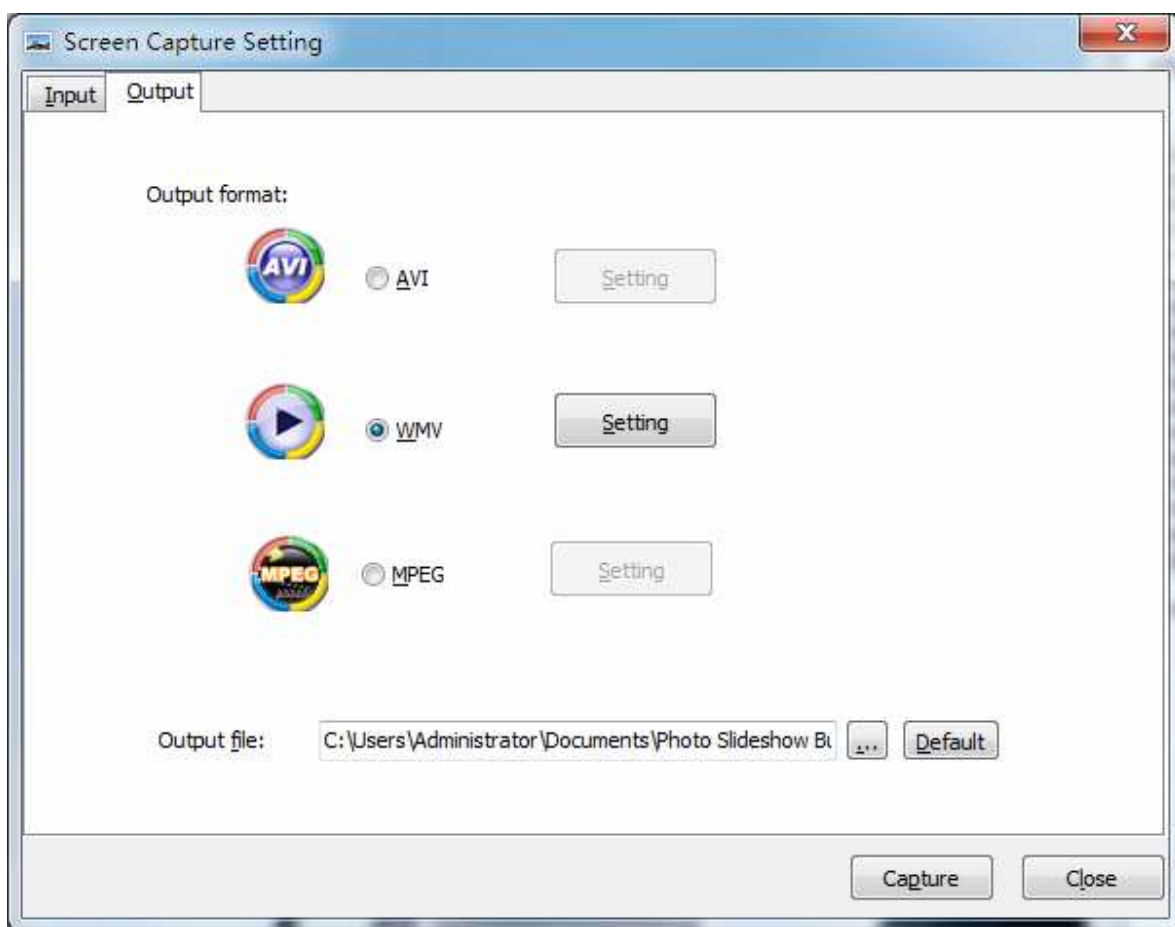 Screen Capture Setting
Input Output
Output format:
AVI AVI Setting
WMV Setting
MPEG MPEG Setting
Output file: C:\Users\Administrator\Documents\Photo Slideshow Bu ... Default
Capture Close